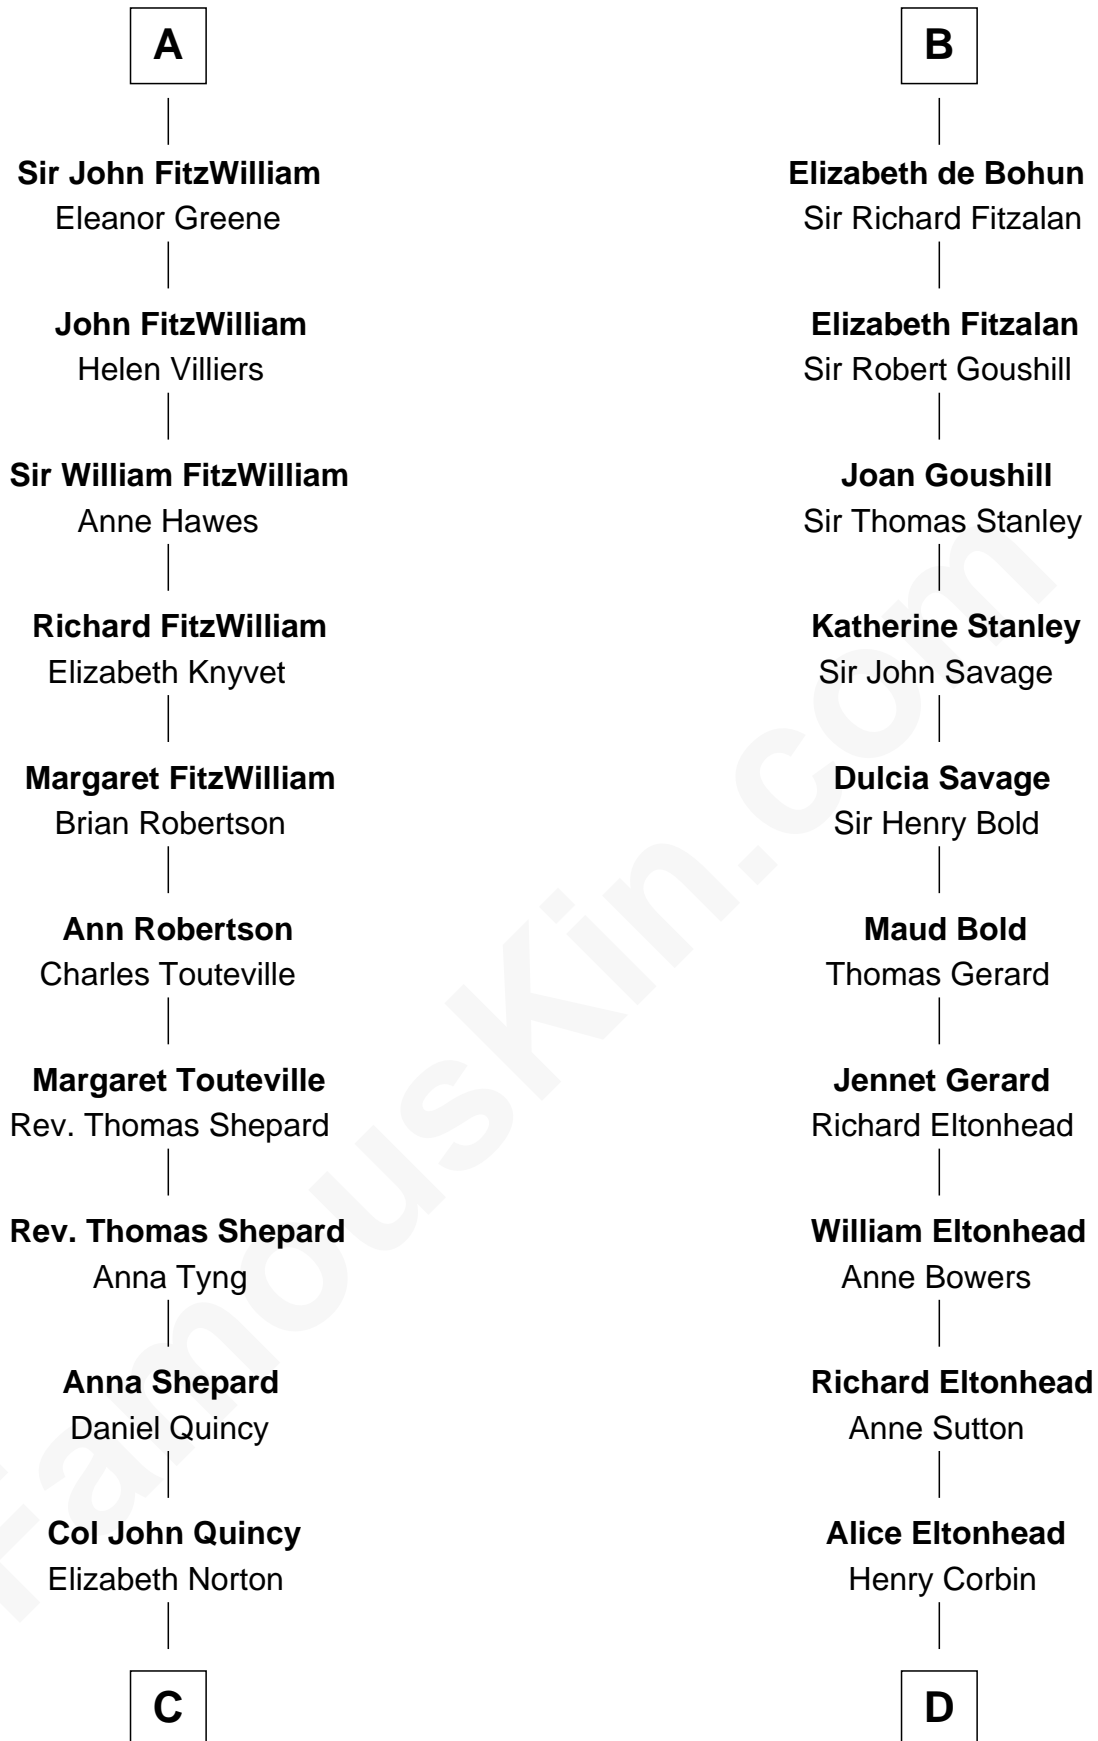 A
Sir John FitzWilliam
Eleanor Greene
John FitzWilliam
Helen Villiers
Sir William FitzWilliam
Anne Hawes
Richard FitzWilliam
Elizabeth Knyvet
Margaret FitzWilliam
Brian Robertson
Ann Robertson
Charles Touteville
Margaret Touteville
Rev. Thomas Shepard
Rev. Thomas Shepard
Anna Tyng
Anna Shepard
Daniel Quincy
Col John Quincy
Elizabeth Norton
C
B
Elizabeth de Bohun
Sir Richard Fitzalan
Elizabeth Fitzalan
Sir Robert Goushill
Joan Goushill
Sir Thomas Stanley
Katherine Stanley
Sir John Savage
Dulcia Savage
Sir Henry Bold
Maud Bold
Thomas Gerard
Jennet Gerard
Richard Eltonhead
William Eltonhead
Anne Bowers
Richard Eltonhead
Anne Sutton
Alice Eltonhead
Henry Corbin
D
FamousKin.com